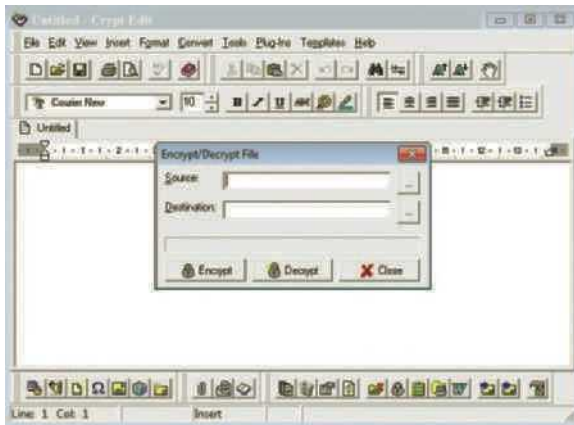 Untitled - Crypt Edit
File Edit View Insert Format Convert Tools Plug-Ins Templates Help
Courier New 10
Untitled
Encrypt/Decrypt File
Source:
Destination:
Encrypt Decrypt Close
Line: 1 Col: 1 Insert